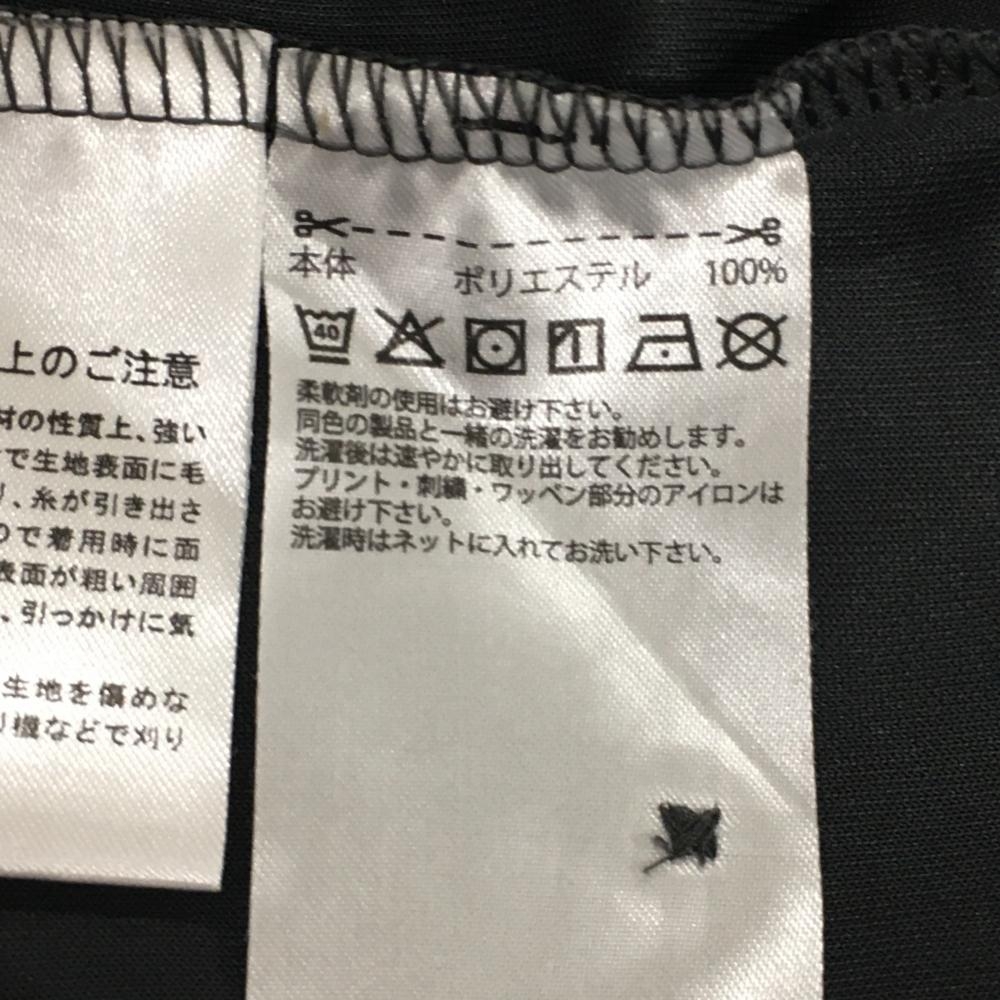 上のご注意
材の性質上、強い
で生地表面に毛
、糸が引き出さ
ので着用時に面
表面が粗い周囲
、引っかけに気
生地を傷めな
り機などで刈り
本体 ポリエステル 100%
40
柔軟剤の使用はお避け下さい。
同色の製品と一緒の洗濯をお勧めします。
洗濯後は速やかに取り出してください。
プリント・刺繍・ワッペン部分のアイロンは
お避け下さい。
洗濯時はネットに入れてお洗い下さい。